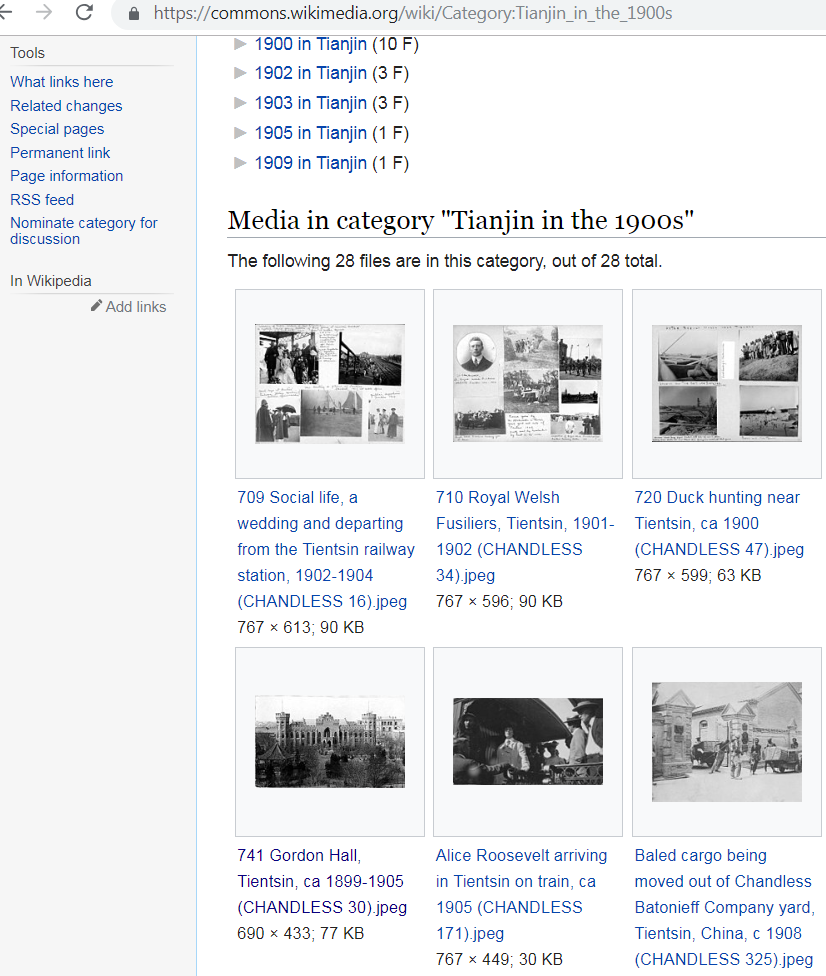 https://commons.wikimedia.org/wiki/Category:Tianjin_in_the_1900s
Tools
What links here
Related changes
Special pages
Permanent link
Page information
RSS feed
Nominate category for
discussion
In Wikipedia
Add links
1900 in Tianjin (10 F)
1902 in Tianjin (3 F)
1903 in Tianjin (3 F)
1905 in Tianjin (1 F)
1909 in Tianjin (1 F)
Media in category "Tianjin in the 1900s"
The following 28 files are in this category, out of 28 total.
709 Social life, a
wedding and departing
from the Tientsin railway
station, 1902-1904
(CHANDLESS 16).jpeg
767 × 613; 90 KB
710 Royal Welsh
Fusiliers, Tientsin, 1901-
1902 (CHANDLESS
34).jpeg
767 × 596; 90 KB
720 Duck hunting near
Tientsin, ca 1900
(CHANDLESS 47).jpeg
767 × 599; 63 KB
741 Gordon Hall,
Tientsin, ca 1899-1905
(CHANDLESS 30).jpeg
690 × 433; 77 KB
Alice Roosevelt arriving
in Tientsin on train, ca
1905 (CHANDLESS
171).jpeg
767 × 449; 30 KB
Baled cargo being
moved out of Chandless
Batonieff Company yard,
Tientsin, China, c 1908
(CHANDLESS 325).jpeg